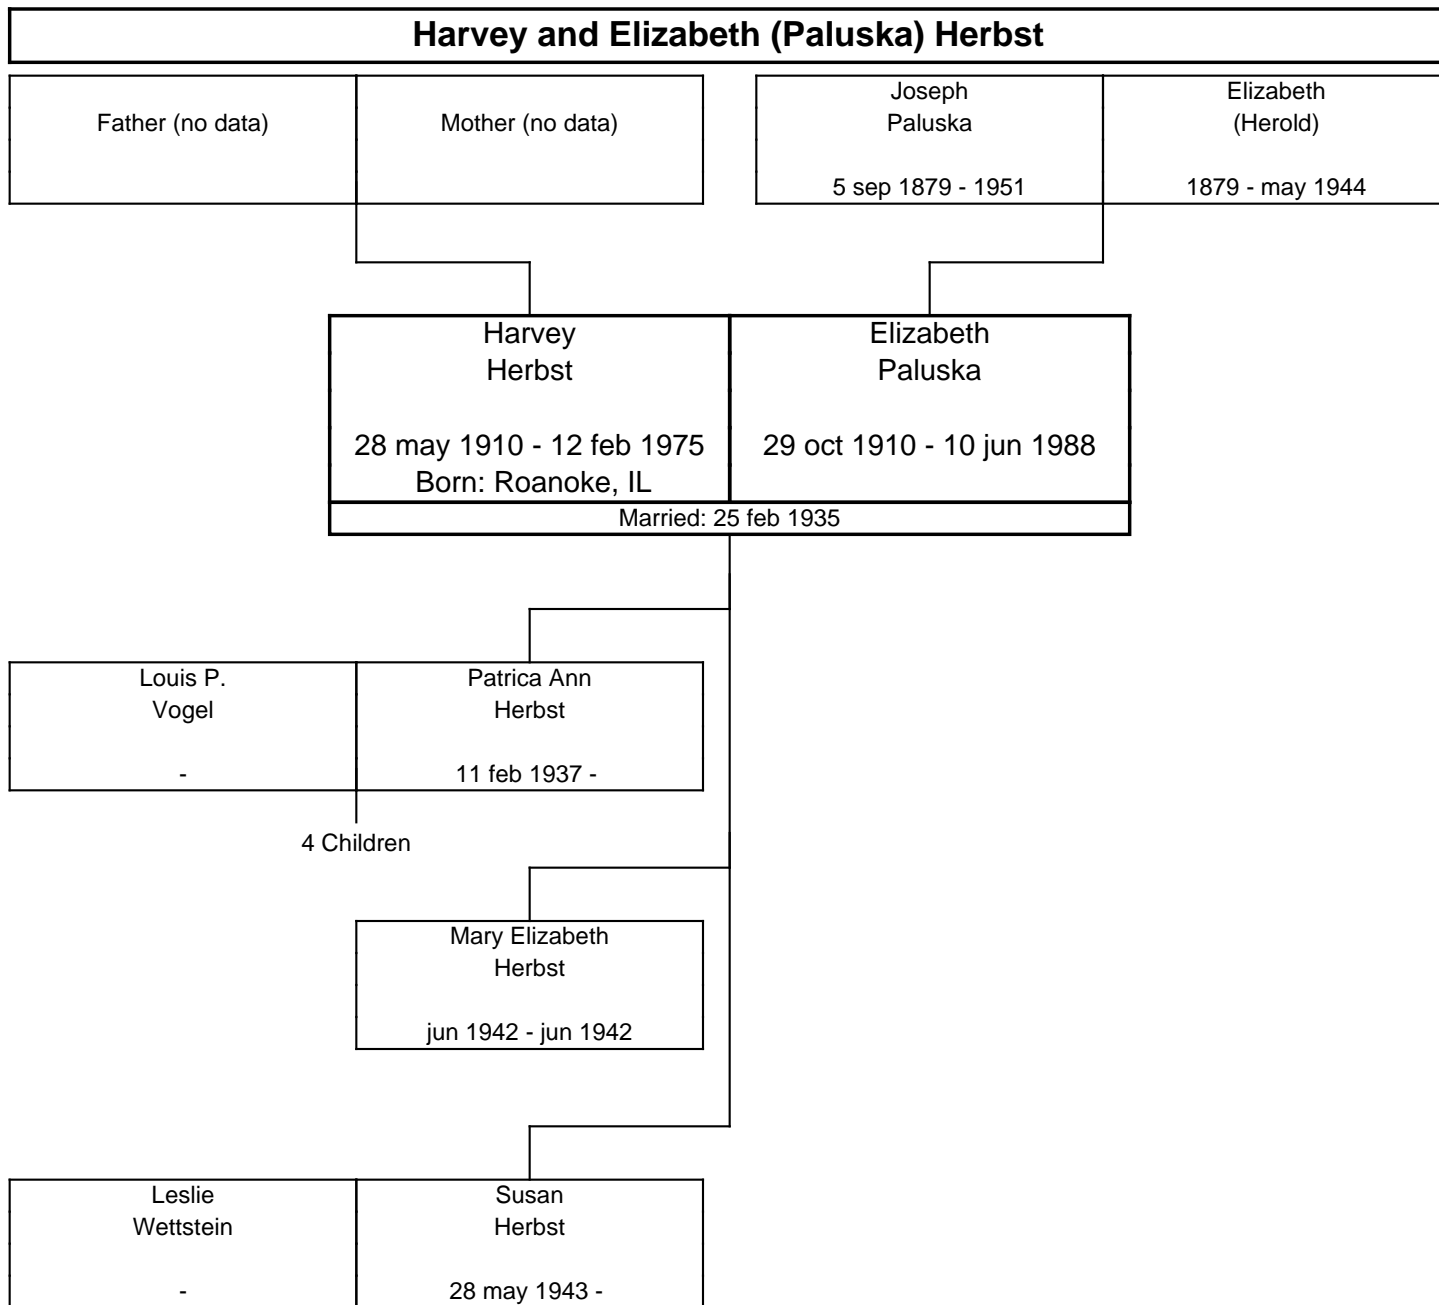 Harvey and Elizabeth (Paluska) Herbst
Father (no data)
Mother (no data)
Joseph
Paluska
5 sep 1879 - 1951
Elizabeth
(Herold)
1879 - may 1944
Harvey
Herbst
28 may 1910 - 12 feb 1975
Born: Roanoke, IL
Elizabeth
Paluska
29 oct 1910 - 10 jun 1988
Married: 25 feb 1935
Louis P.
Vogel
-
Patrica Ann
Herbst
11 feb 1937 -
4 Children
Mary Elizabeth
Herbst
jun 1942 - jun 1942
Leslie
Wettstein
-
Susan
Herbst
28 may 1943 -